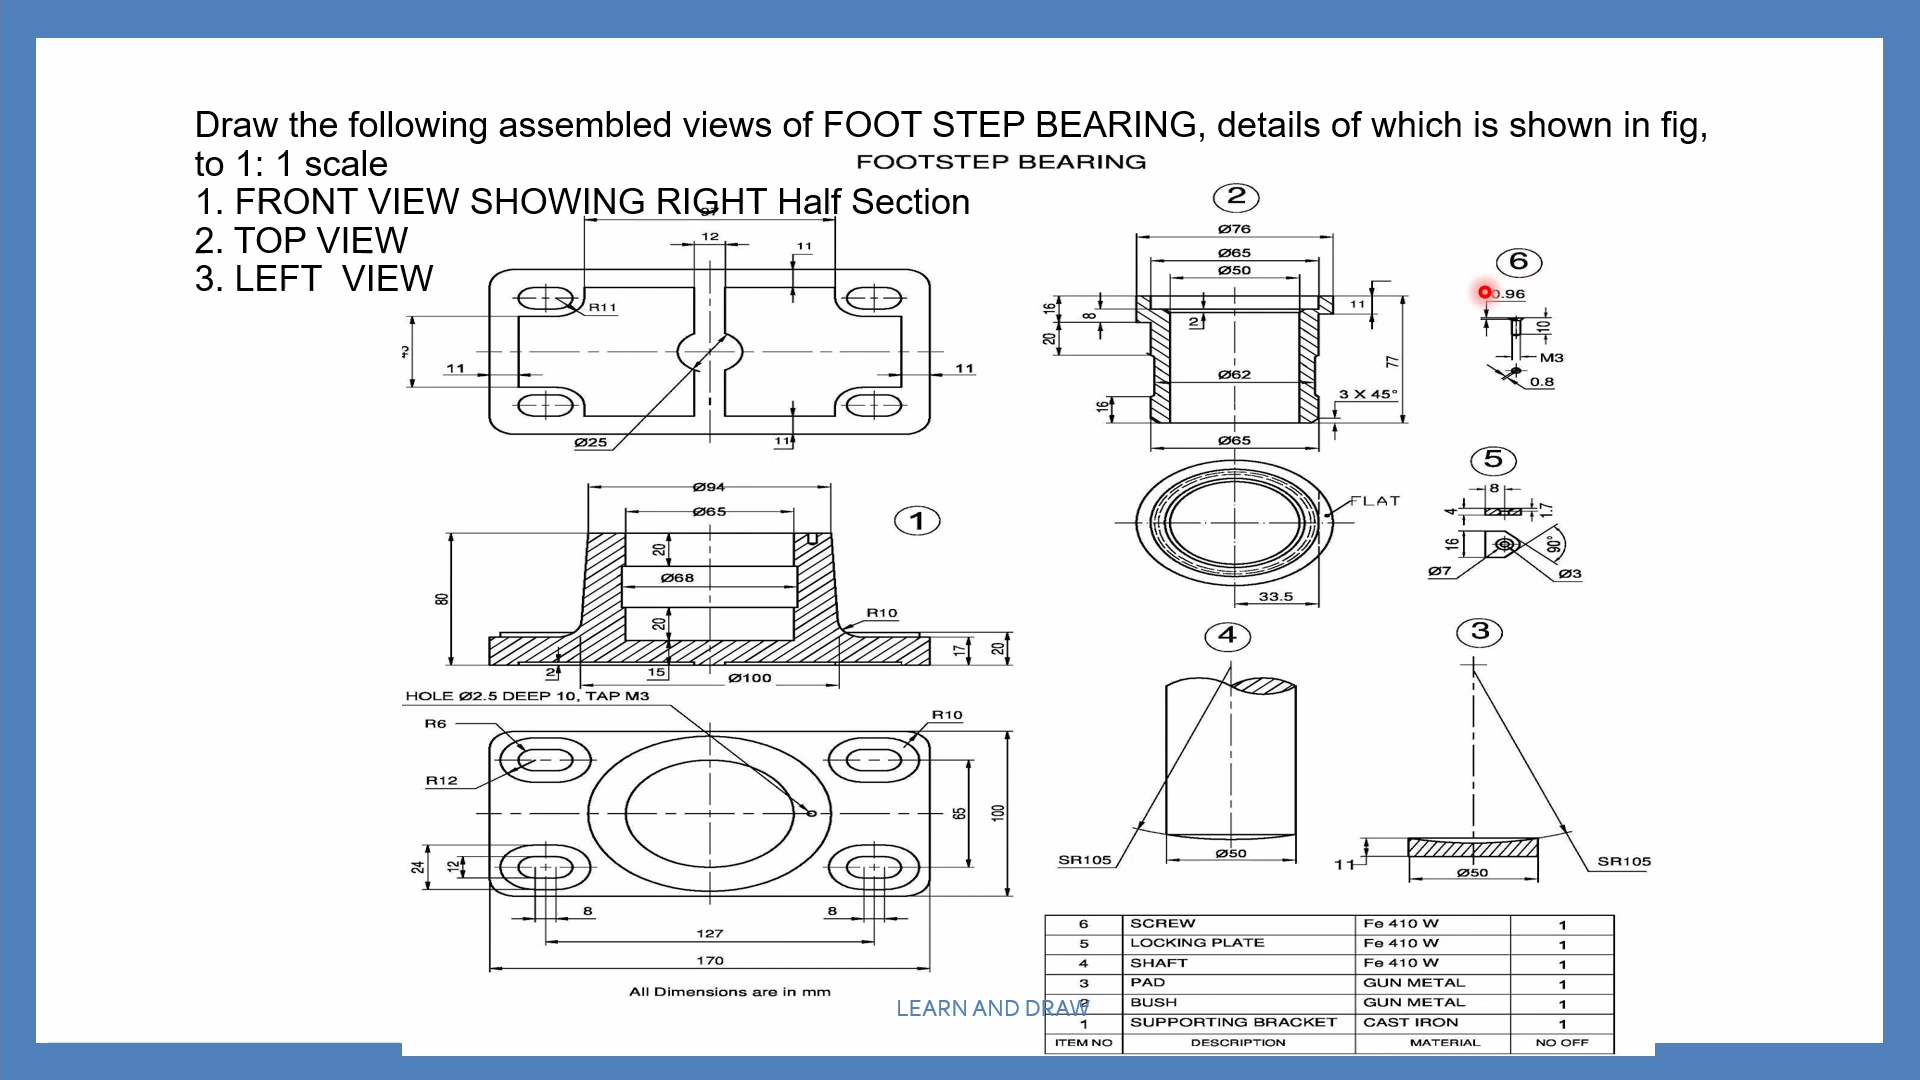 Draw the following assembled views of FOOT STEP BEARING, details of which is shown in fig,
to 1: 1 scale
FOOTSTEP BEARING
1. FRONT VIEW SHOWING RIGHT Half Section
2. TOP VIEW
3. LEFT VIEW
12
11
R11
11
11
Ø25
11
Ø94
Ø65
1
20
Ø68
80
20
R10
17
20
2
15
Ø100
HOLE Ø2.5 DEEP 10, TAP M3
R6
R10
R12
65
100
24
12
8
8
127
170
All Dimensions are in mm
2
Ø76
Ø65
Ø50
16
8
11
2
20
77
Ø62
3 X 45°
16
Ø65
FLAT
33.5
6
0.96
10
M3
0.8
5
8
4
1.7
16
90°
Ø7
Ø3
4
SR105
Ø50
3
11
SR105
Ø50
6 SCREW Fe 410 W 1
5 LOCKING PLATE Fe 410 W 1
4 SHAFT Fe 410 W 1
3 PAD GUN METAL 1
2 BUSH GUN METAL 1
1 SUPPORTING BRACKET CAST IRON 1
ITEM NO DESCRIPTION MATERIAL NO OFF
LEARN AND DRAW